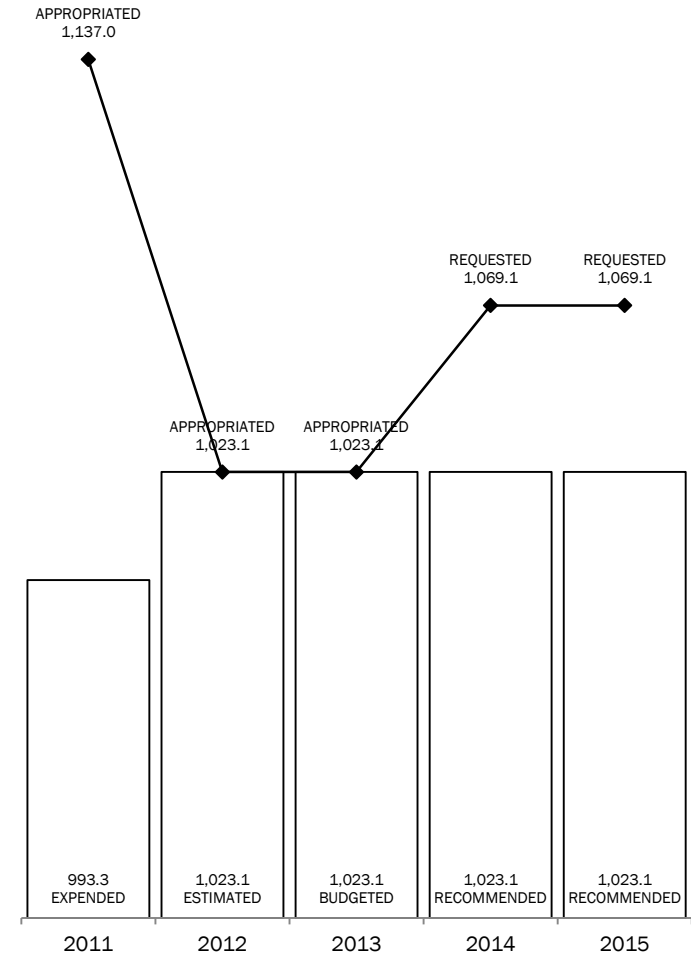 APPROPRIATED
1,137.0
REQUESTED
1,069.1
REQUESTED
1,069.1
APPROPRIATED
1,023.1
APPROPRIATED
1,023.1
993.3
EXPENDED
1,023.1
ESTIMATED
1,023.1
BUDGETED
1,023.1
RECOMMENDED
1,023.1
RECOMMENDED
2011
2012
2013
2014
2015